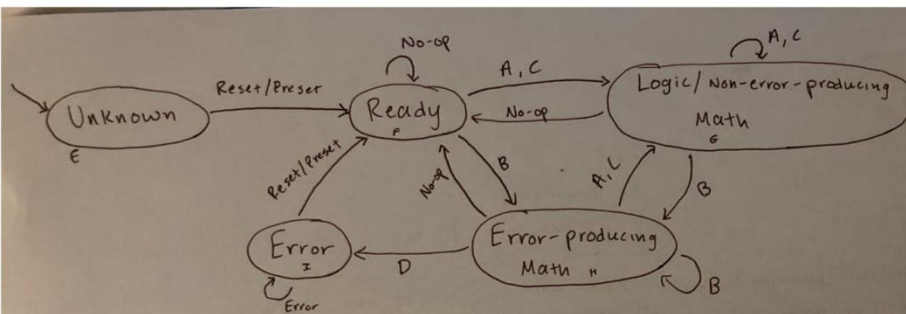 No-op
A, C
A, C
Reset/Preset
Logic/Non-error-producing
Math
G
Unknown
E
Ready
F
No-op
Reset/Preset
No-op
B
A, C
B
Error
I
D
Error-producing
Math H
B
Error